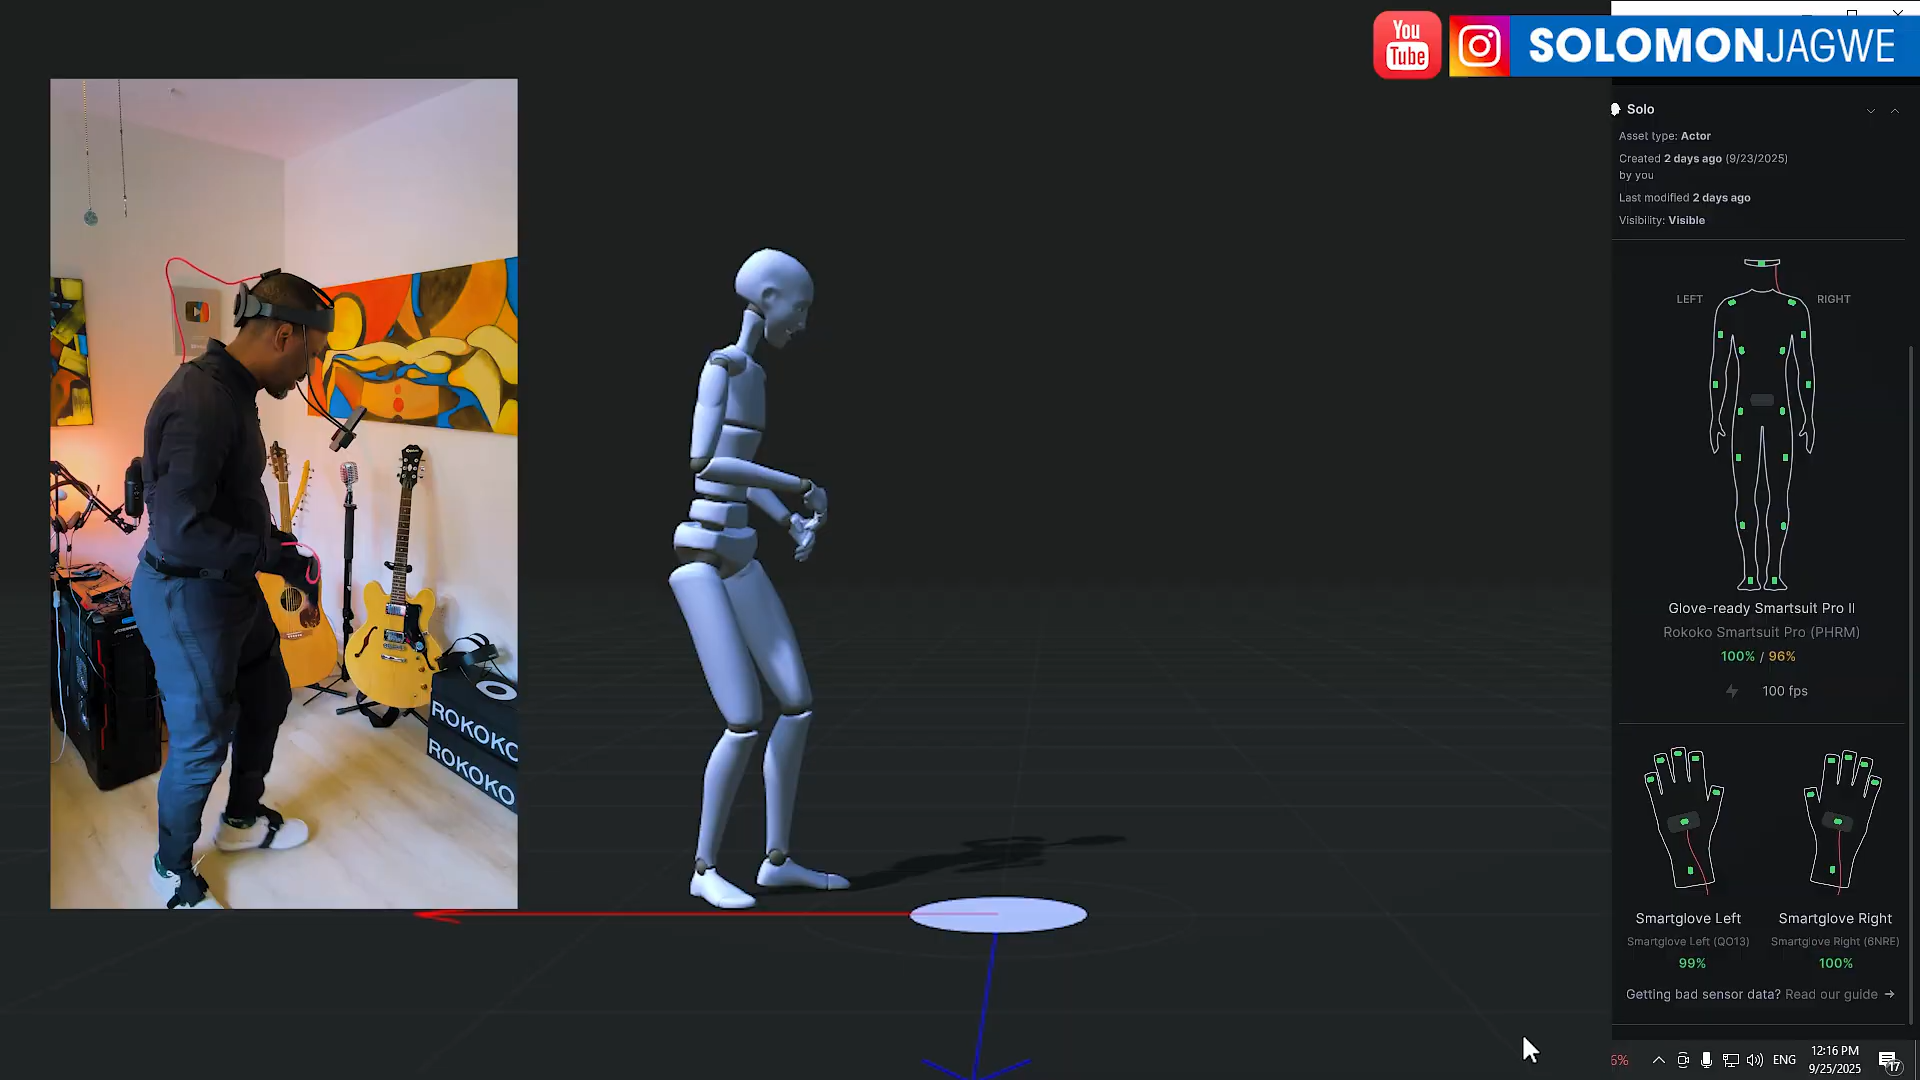 You
Tube
SOLOMONJAGWE
Solo
Asset type: Actor
Created 2 days ago (9/23/2025)
by you
Last modified 2 days ago
Visibility: Visible
LEFT
RIGHT
Glove-ready Smartsuit Pro II
Rokoko Smartsuit Pro (PHRM)
100% / 96%
100 fps
Smartglove Left
Smartglove Right
Smartglove Left (QO13)
Smartglove Right (6NRE)
99%
100%
Getting bad sensor data? Read our guide →
ROKOKO
ROKOKO
6%
ENG
12:16 PM
9/25/2025
17